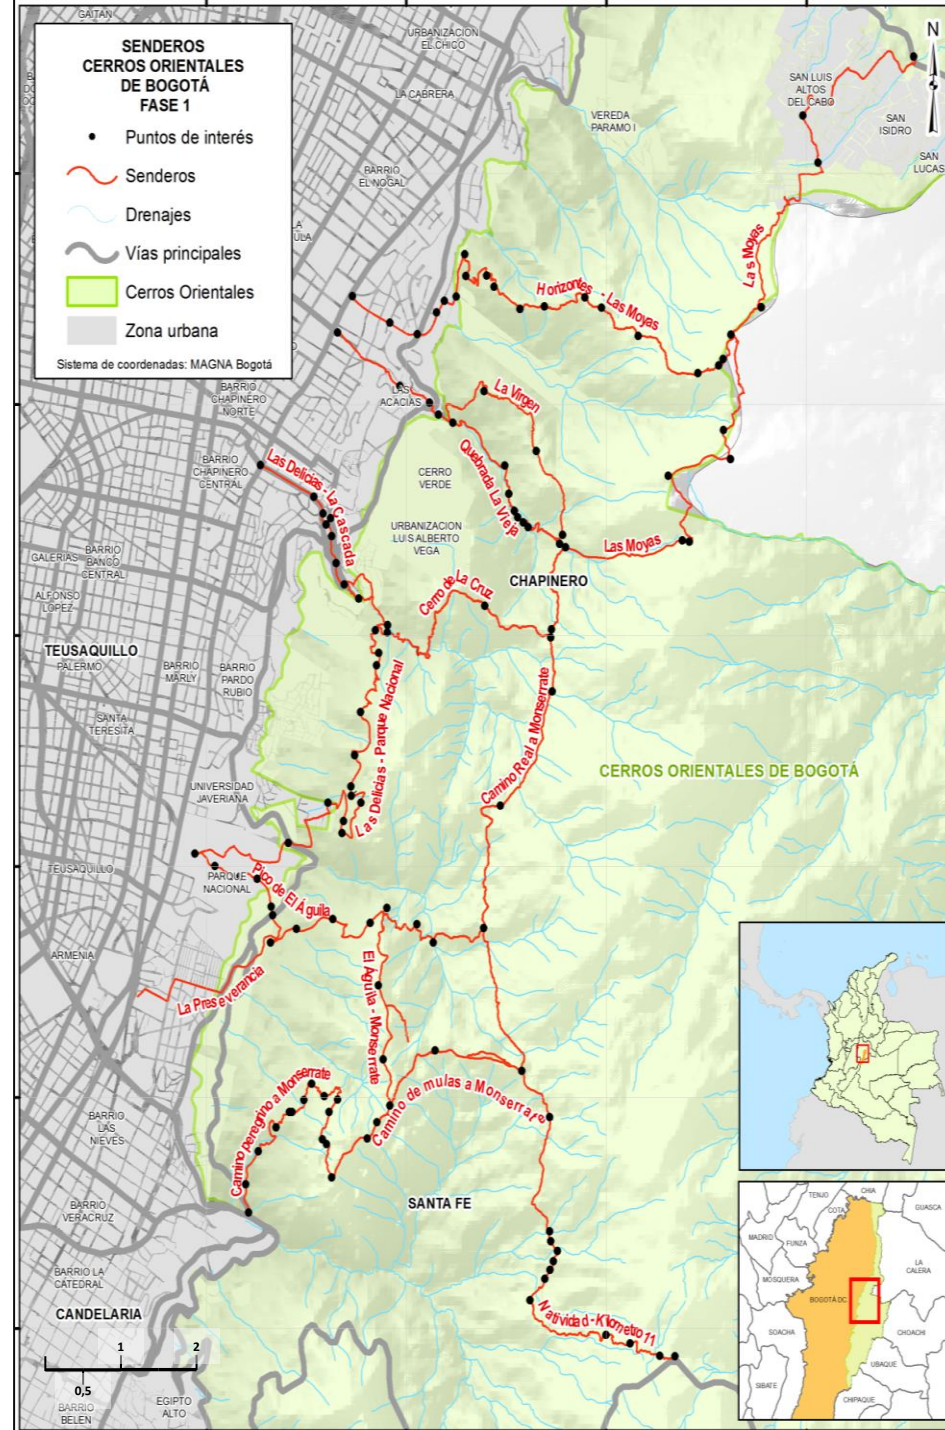 GAITAN
URBANIZACION
EL CHICO
LA CABRERA
SENDEROS
CERROS ORIENTALES
DE BOGOTÁ
FASE 1
Puntos de interés
Senderos
Drenajes
Vías principales
Cerros Orientales
Zona urbana
Sistema de coordenadas: MAGNA Bogotá
N
SAN LUIS
ALTOS
DEL CABO
SAN
ISIDRO
SAN
LUCAS
VEREDA
PARAMO I
BARRIO
EL NOGAL
Las Moyas
Horizontes - Las Moyas
BARRIO
CHAPINERO
NORTE
LAS
ACACIAS
La Virgen
BARRIO
CHAPINERO
CENTRAL
Las Delicias - La Cascada
CERRO
VERDE
Quebrada La Vieja
URBANIZACION
LUIS ALBERTO
VEGA
Las Moyas
GALERIAS
BARRIO
BANCO
CENTRAL
CHAPINERO
ALFONSO
LOPEZ
Cerro de La Cruz
TEUSAQUILLO
PALERMO
BARRIO
MARLY
BARRIO
PARDO
RUBIO
SANTA
TERESITA
Las Delicias - Parque Nacional
Camino Real a Monserrate
CERROS ORIENTALES DE BOGOTÁ
UNIVERSIDAD
JAVERIANA
TEUSAQUILLO
PARQUE
NACIONAL
Pico de El Águila
ARMENIA
La Preseverancia
El Águila - Monserrate
Camino peregrino a Monserrate
Camino de mulas a Monserrate
BARRIO
LAS
NIEVES
SANTA FE
BARRIO
VERACRUZ
BARRIO LA
CATEDRAL
CANDELARIA
Natividad - Kilometro 11
1
2
0,5
BARRIO
BELEN
EGIPTO
ALTO
TENJO
CHIA
COTA
GUASCA
MADRID
FUNZA
LA
CALERA
MOSQUERA
BOGOTÁ DC.
SOACHA
CHOACHI
UBAQUE
SIBATE
CHIPAQUE